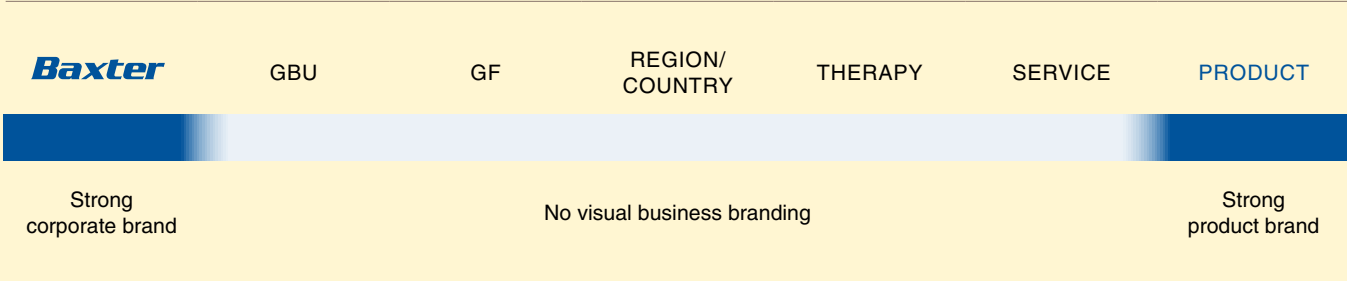 Baxter
GBU
GF
REGION/
COUNTRY
THERAPY
SERVICE
PRODUCT
Strong
corporate brand
No visual business branding
Strong
product brand